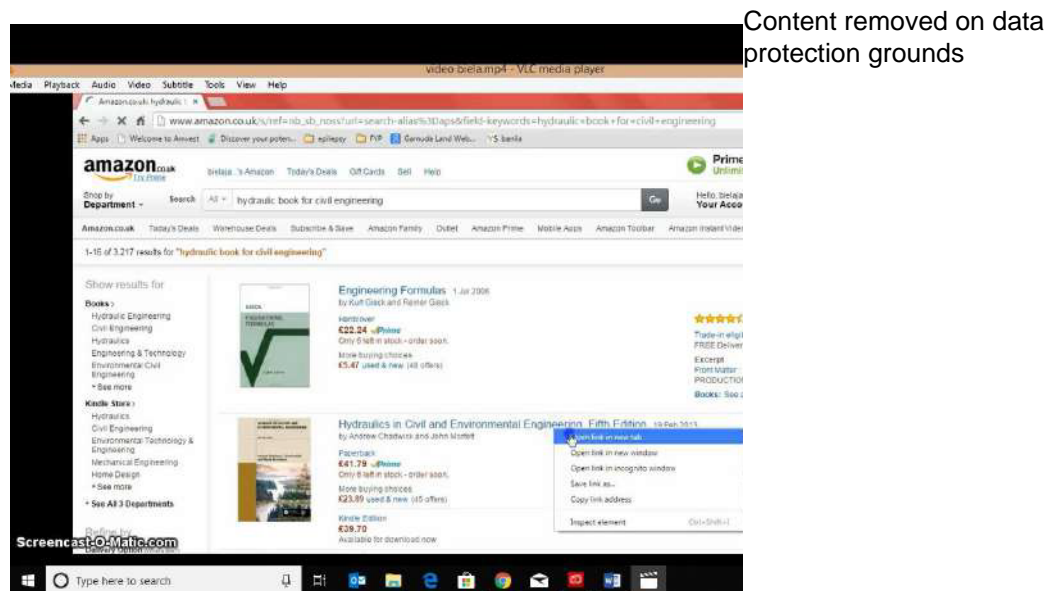 Content removed on data
protection grounds
video biela.mp4 - VLC media player
Media Playback Audio Video Subtitle Tools View Help
Amazon.co.uk: hydraulic
www.amazon.co.uk/s/ref=nb_sb_noss?url=search-alias%3Daps&field-keywords=hydraulic+book+for+civil+engineering
Apps Welcome to Amvest Discover your poten... epilepsy FYP Garnude Land Web...
amazon.co.uk
Try Prime
Today's Deals Gift Cards Sell Help
Prime
Unlimi
Shop by
Department
Search All hydraulic book for civil engineering Go
Your Acco
Amazon.co.uk Today's Deals Warehouse Deals Subscribe & Save Amazon Family Outlet Amazon Prime Mobile Apps Amazon Toolbar Amazon Instant Vide
1-16 of 3,217 results for "hydraulic book for civil engineering"
Show results for
Books
Hydraulic Engineering
Civil Engineering
Hydraulics
Engineering & Technology
Environmental Civil
Engineering
+ See more
Kindle Store
Hydraulics
Civil Engineering
Environmental Technology &
Engineering
Mechanical Engineering
Home Design
+ See more
+ See All 3 Departments
Refine by
Delivery Option
Engineering Formulas 1 Jul 2006
by Kurt Gieck and Reiner Gieck
Hardcover
£22.24 Prime
Only 6 left in stock - order soon.
More buying choices
£5.47 used & new (48 offers)
Trade-in eligi
FREE Deliver
Excerpt
Front Matter
PRODUCTIO
Books: See a
Hydraulics in Civil and Environmental Engineering, Fifth Edition 19 Feb 2013
by Andrew Chadwick and John Morfett
Paperback
£41.79 Prime
Only 6 left in stock - order soon.
More buying choices
£23.89 used & new (45 offers)
Kindle Edition
£39.70
Available for download now
Open link in new tab
Open link in new window
Open link in incognito window
Save link as...
Copy link address
Inspect element Ctrl+Shift+I
Screencast-O-Matic.com
Type here to search